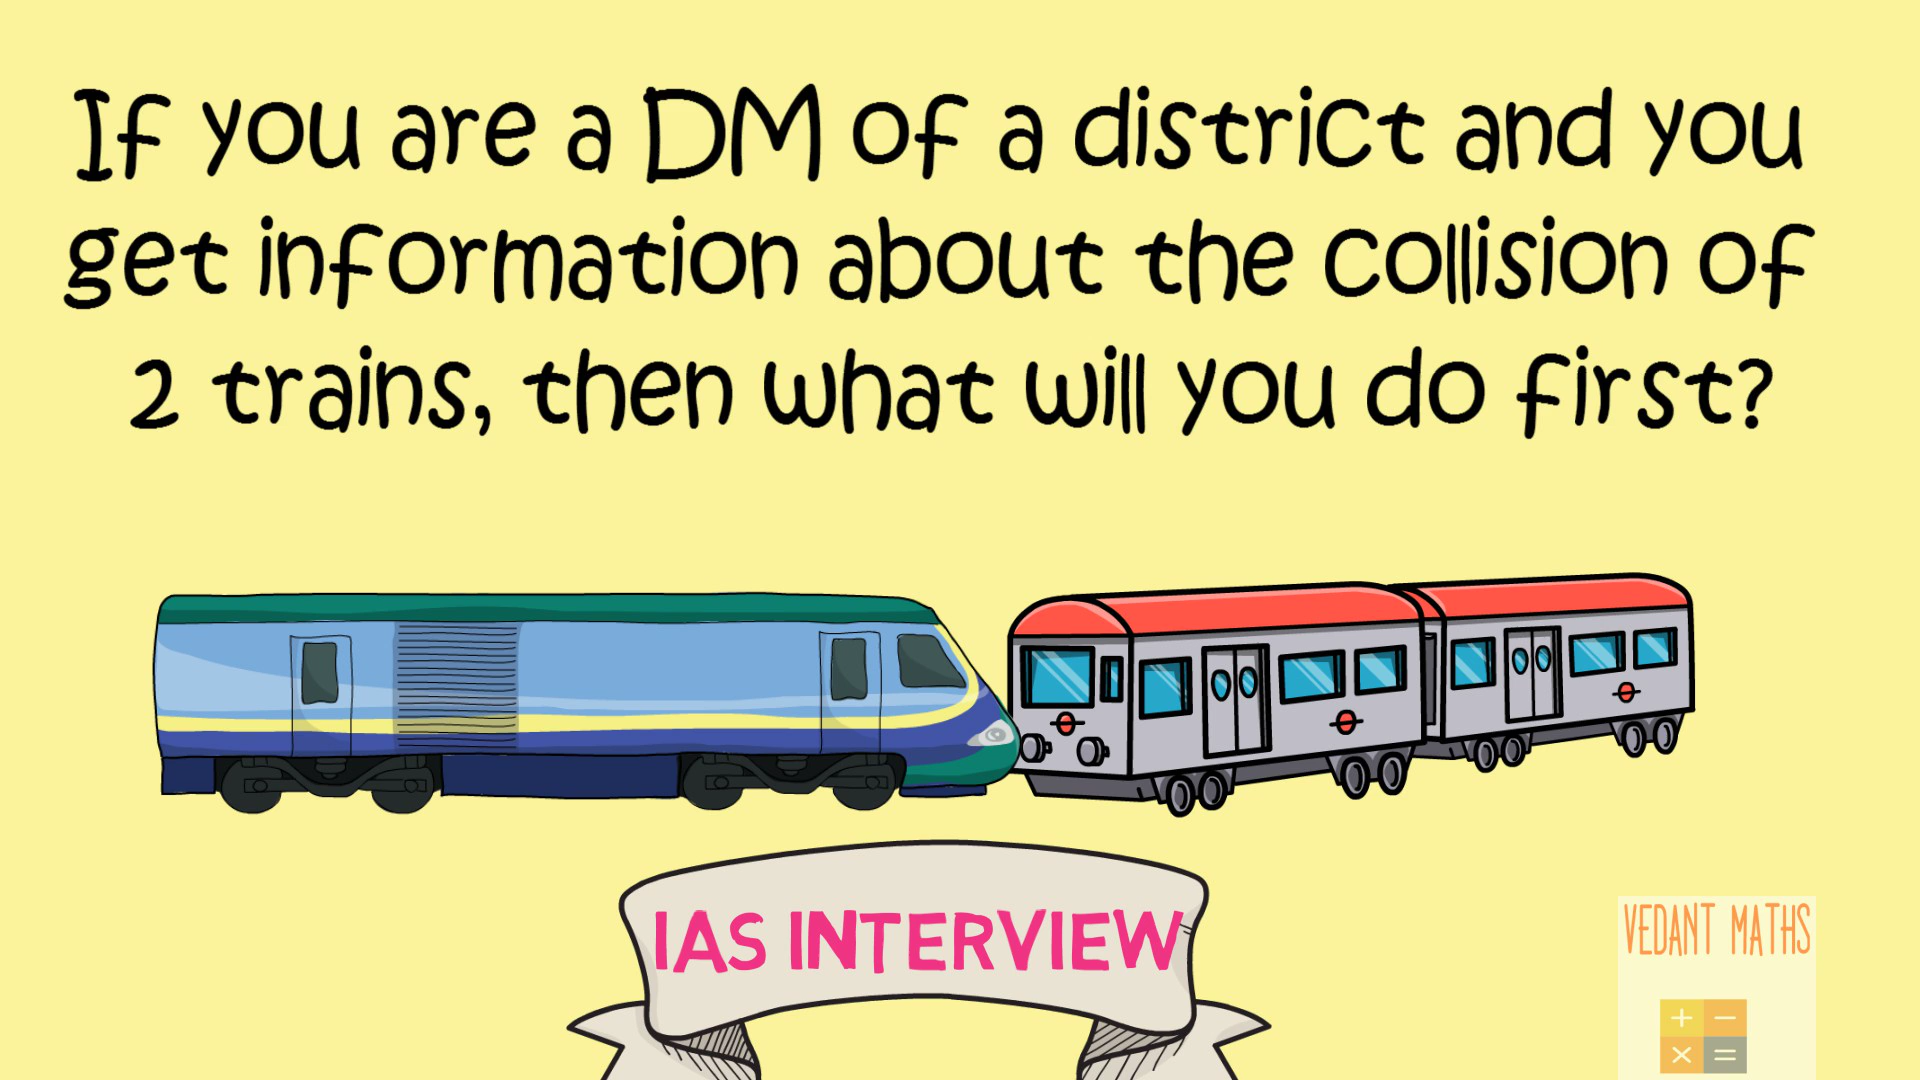 If you are a DM of a district and you
get information about the collision of
2 trains, then what will you do first?
IAS INTERVIEW
VEDANT MATHS
+ −
× =